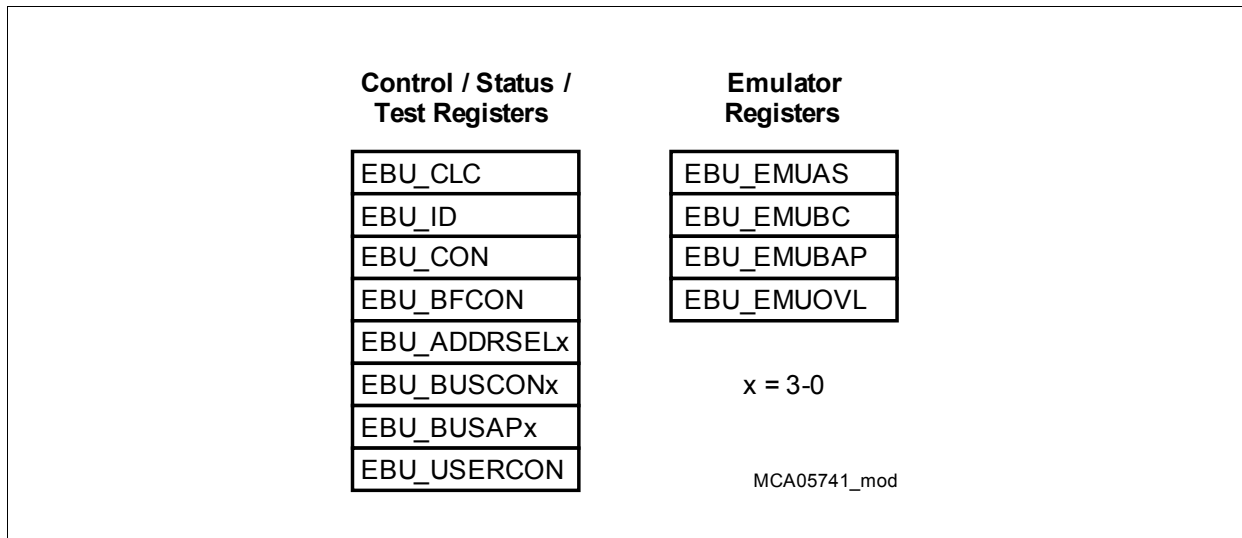 Control / Status /
Test Registers
EBU_CLC
EBU_ID
EBU_CON
EBU_BFCON
EBU_ADDRSELx
EBU_BUSCONx
EBU_BUSAPx
EBU_USERCON
Emulator
Registers
EBU_EMUAS
EBU_EMUBC
EBU_EMUBAP
EBU_EMUOVL
x = 3-0
MCA05741_mod